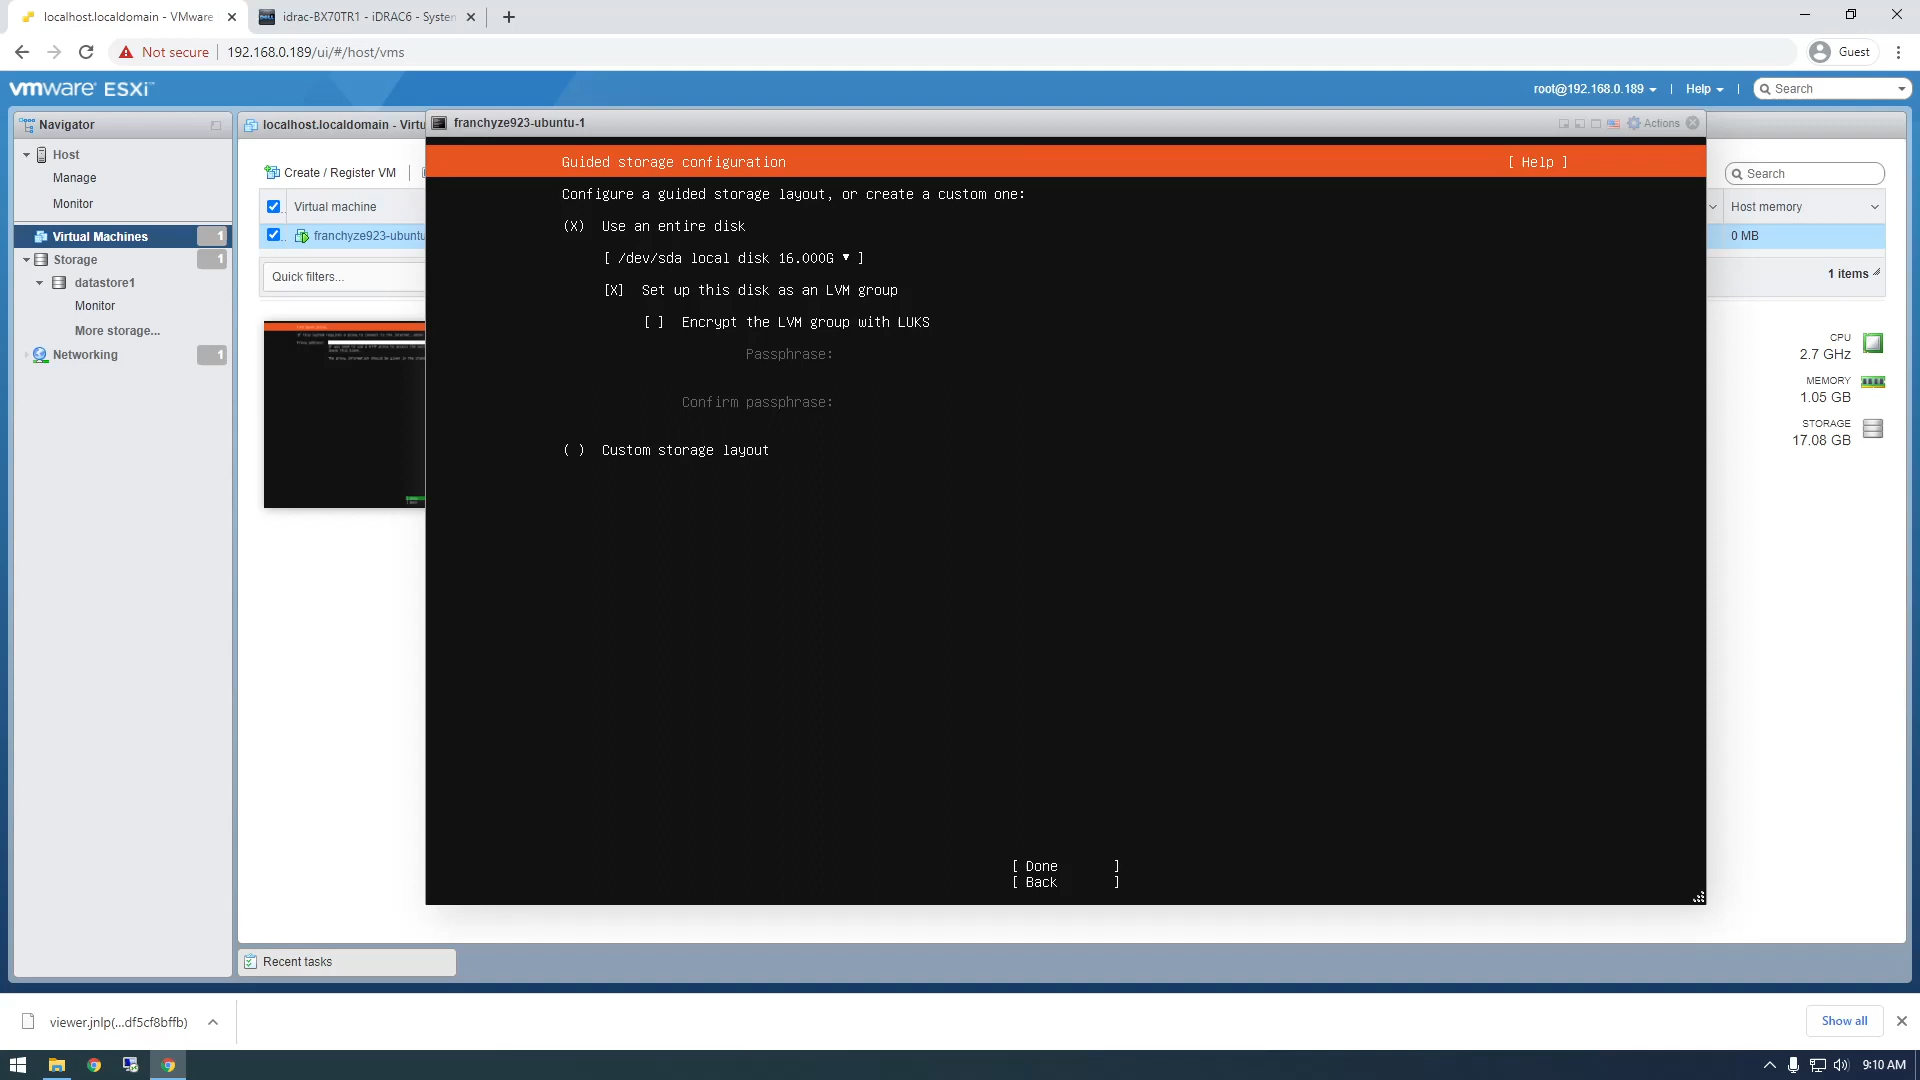 localhost.localdomain - VMware
idrac-BX70TR1 - iDRAC6 - System
Not secure
192.168.0.189/ui/#/host/vms
Guest
vmware ESXi
root@192.168.0.189
Help
Search
Navigator
localhost.localdomain - Virtu
franchyze923-ubuntu-1
Actions
Host
Manage
Monitor
Virtual Machines
1
Storage
1
datastore1
Monitor
More storage...
Networking
1
Create / Register VM
Virtual machine
franchyze923-ubuntu
Quick filters...
Guided storage configuration
[ Help ]
Configure a guided storage layout, or create a custom one:
(X) Use an entire disk
[ /dev/sda local disk 16.000G ▾ ]
[X] Set up this disk as an LVM group
[ ] Encrypt the LVM group with LUKS
Passphrase:
Confirm passphrase:
( ) Custom storage layout
[ Done ]
[ Back ]
Search
Host memory
0 MB
1 items
CPU
2.7 GHz
MEMORY
1.05 GB
STORAGE
17.08 GB
Recent tasks
viewer.jnlp(...df5cf8bffb)
Show all
9:10 AM